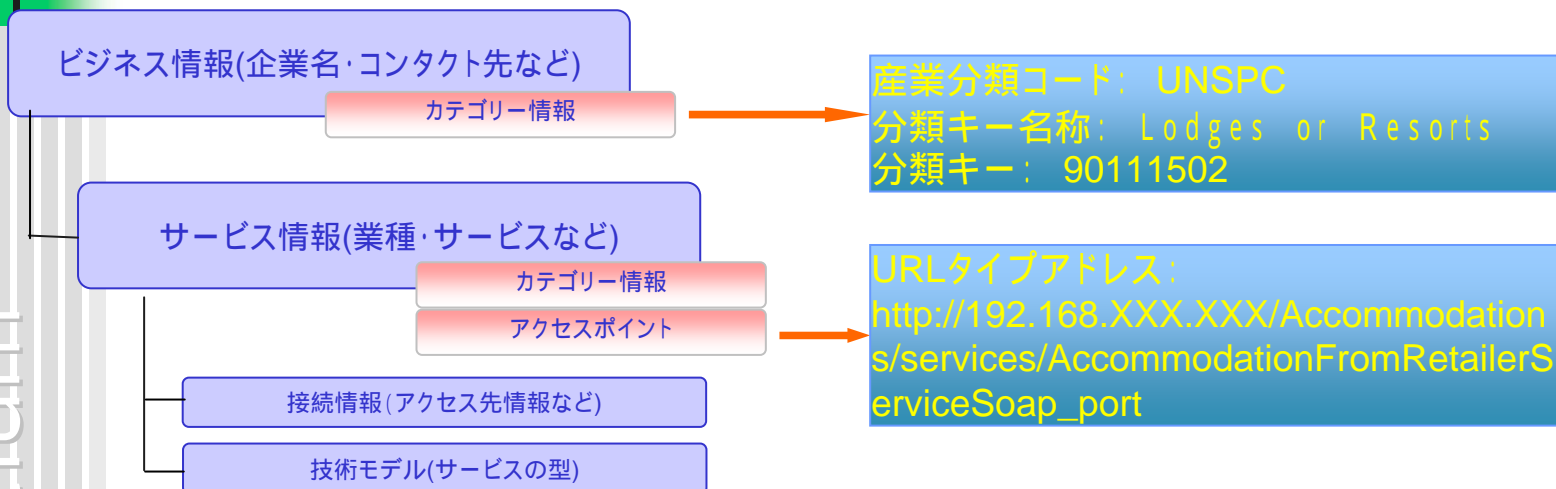 ビジネス情報(企業名･コンタクト先など)
カテゴリー情報
産業分類コード: UNSPC
分類キー名称: Lodges or Resorts
分類キー: 90111502
サービス情報(業種･サービスなど)
カテゴリー情報
アクセスポイント
URLタイプアドレス:
http://192.168.XXX.XXX/Accommodation
s/services/AccommodationFromRetailerS
erviceSoap_port
接続情報(アクセス先情報など)
技術モデル(サービスの型)